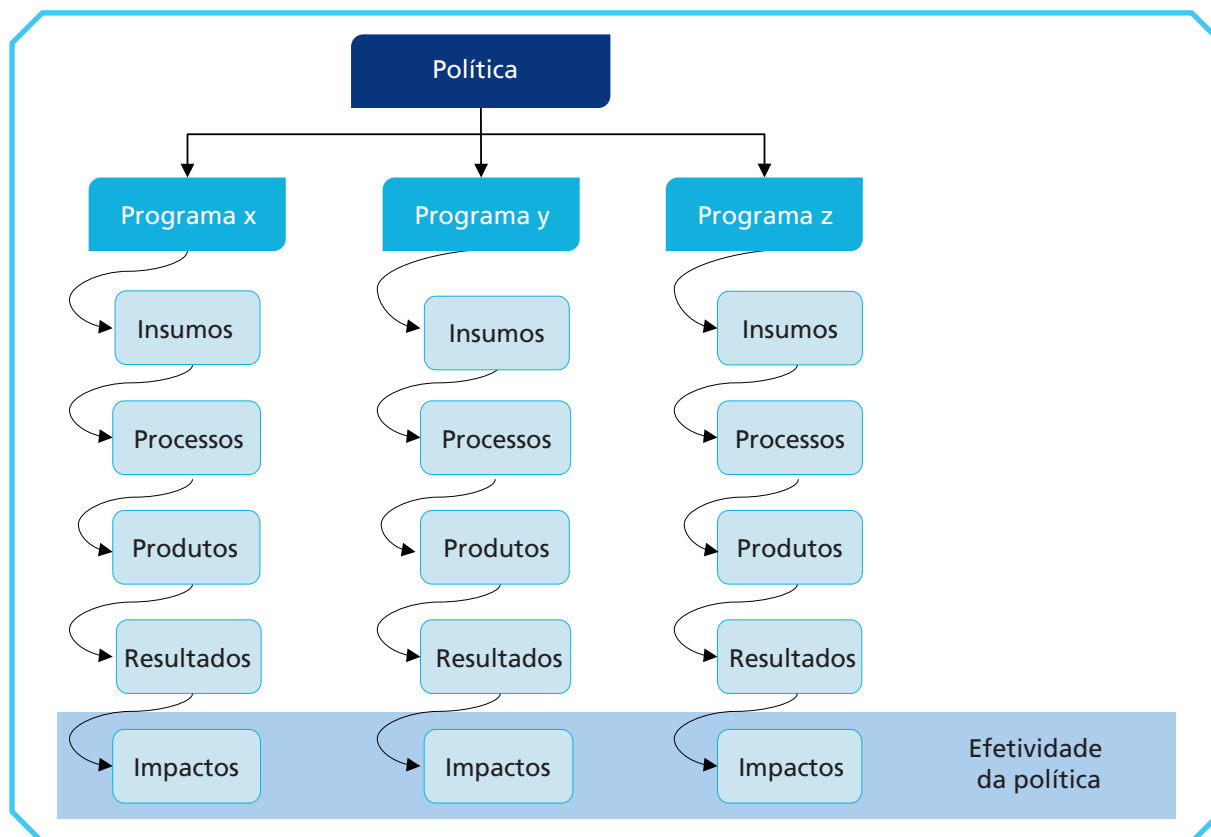 Política
Programa x
Programa y
Programa z
Insumos
Insumos
Insumos
Processos
Processos
Processos
Produtos
Produtos
Produtos
Resultados
Resultados
Resultados
Impactos
Impactos
Impactos
Efetividade
da política